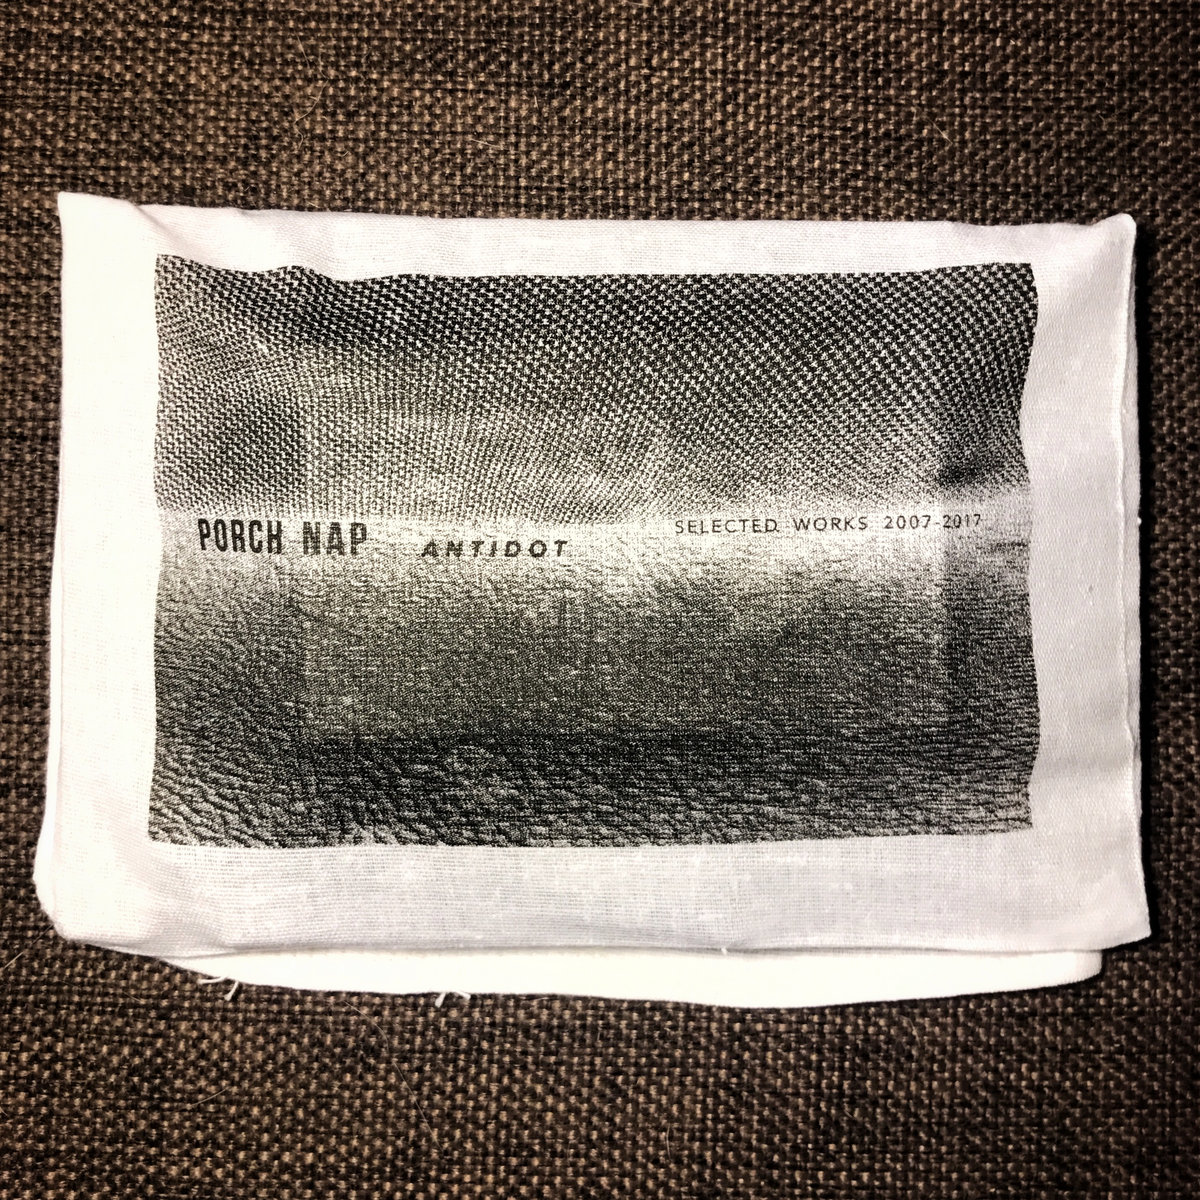 PORCH NAP ANTIDOT SELECTED WORKS 2007-2017